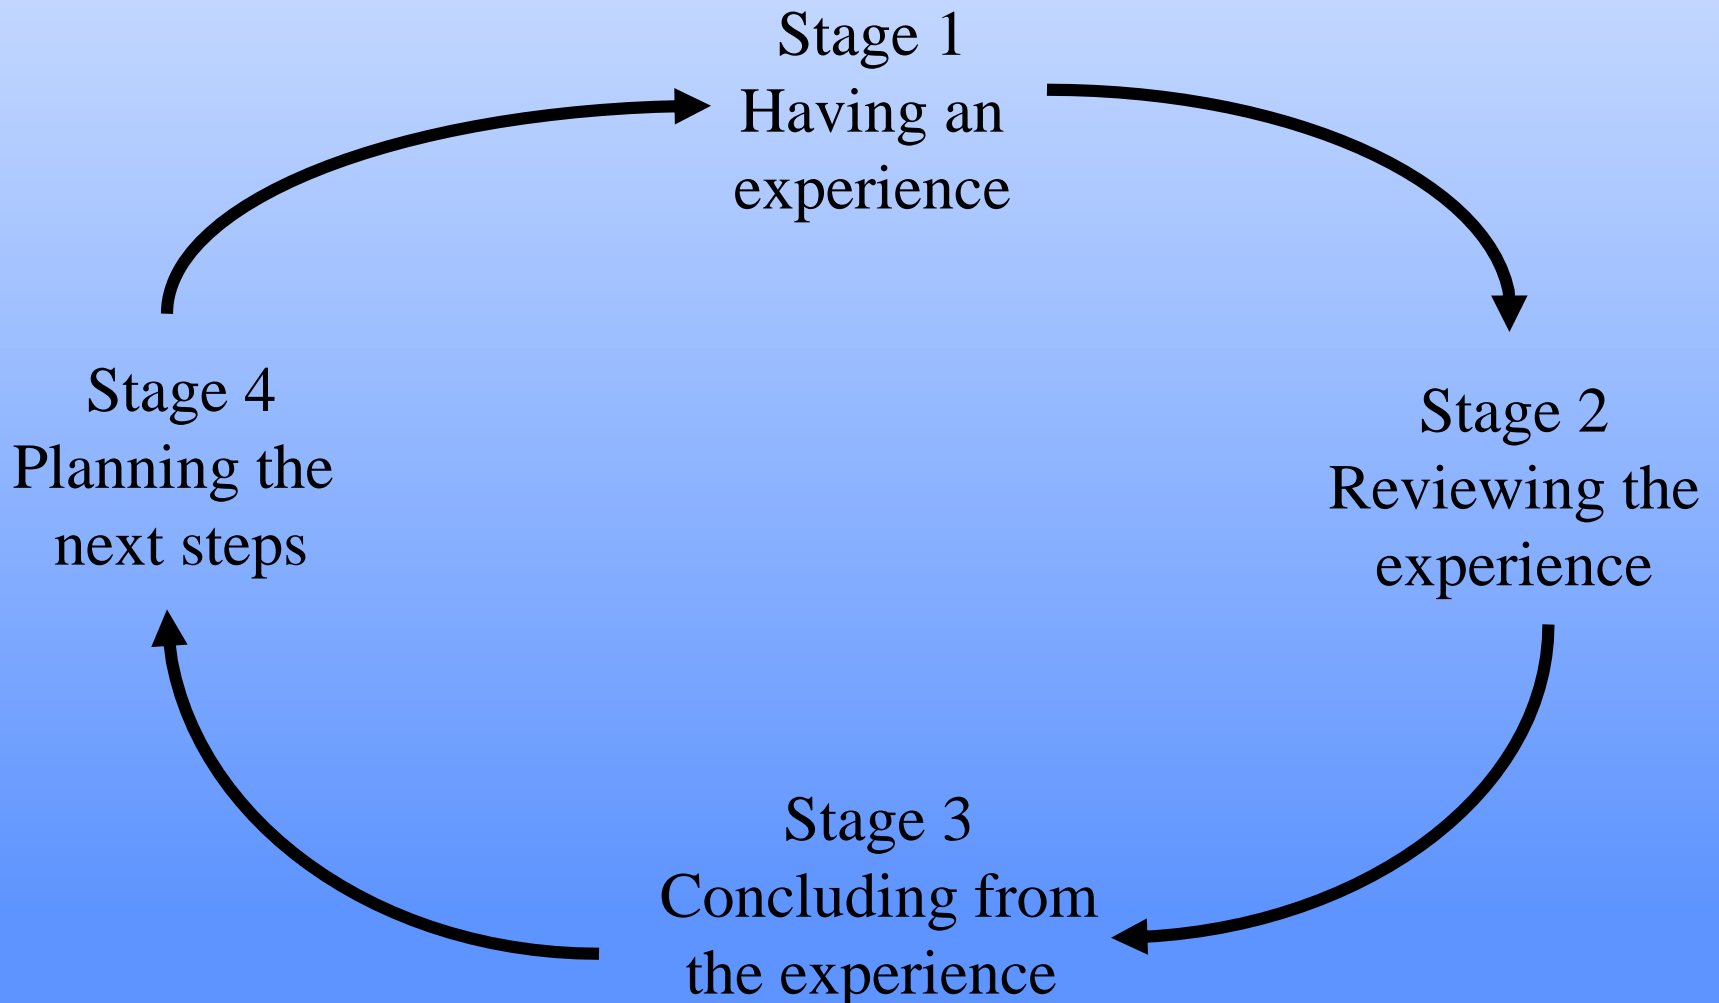 Stage 1
Having an
experience
Stage 2
Reviewing the
experience
Stage 3
Concluding from
the experience
Stage 4
Planning the
next steps